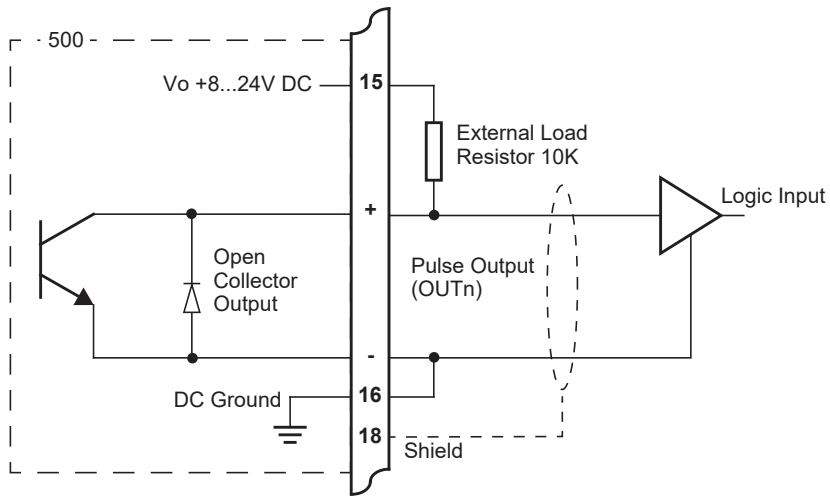 500
Vo +8...24V DC
15
External Load
Resistor 10K
Logic Input
+
Open
Collector
Output
Pulse Output
(OUTn)
-
DC Ground
16
18
Shield